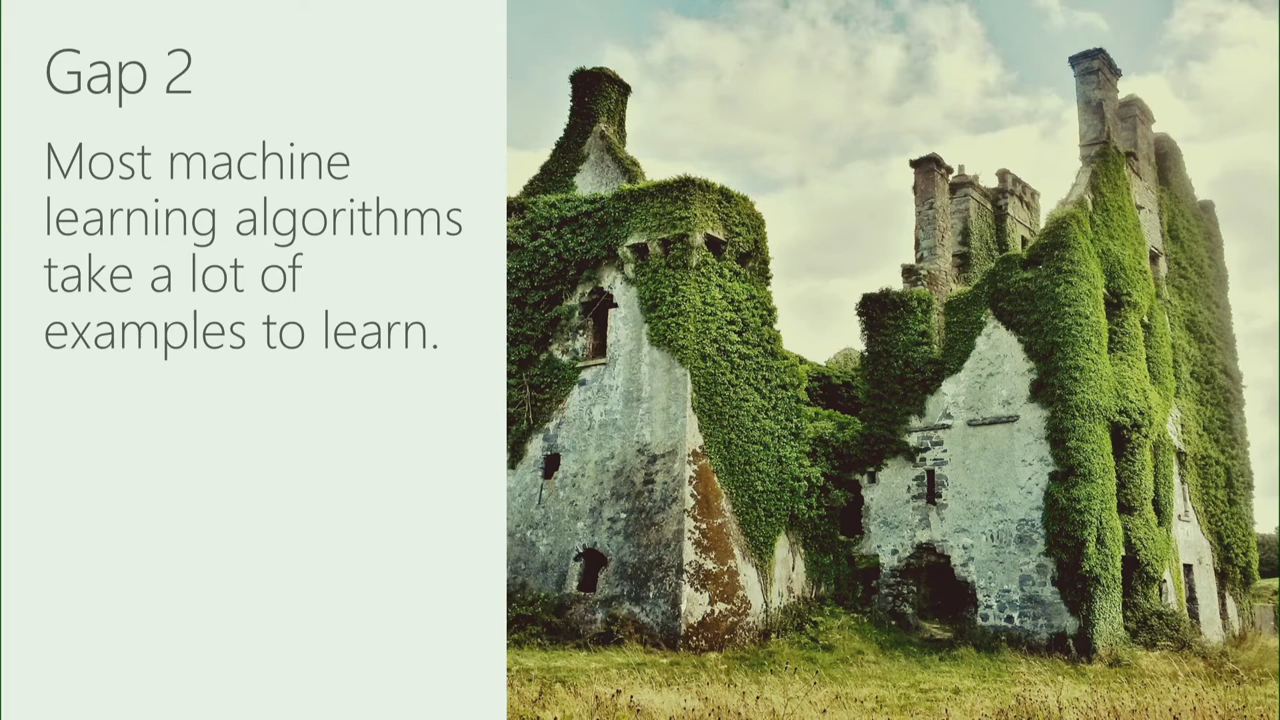 Gap 2
Most machine
learning algorithms
take a lot of
examples to learn.